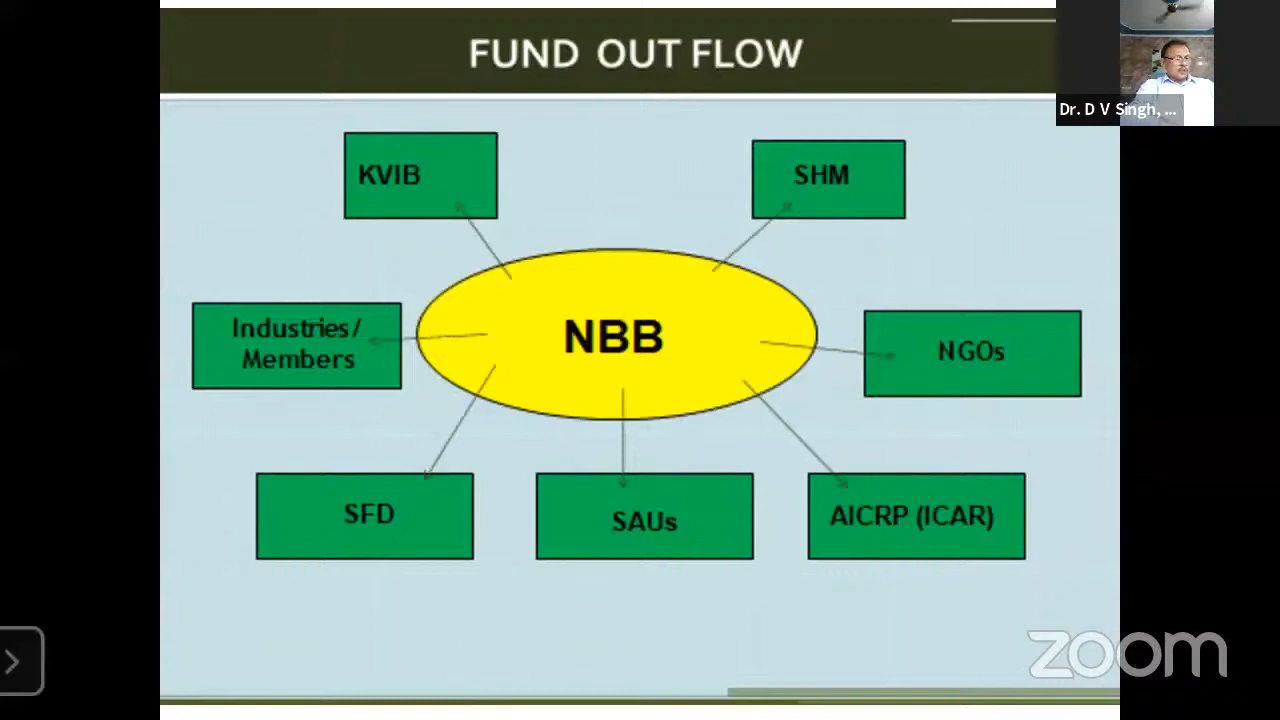 FUND OUT FLOW
Dr. D V Singh, ...
KVIB
SHM
Industries/
Members
NBB
NGOs
SFD
SAUs
AICRP (ICAR)
zoom